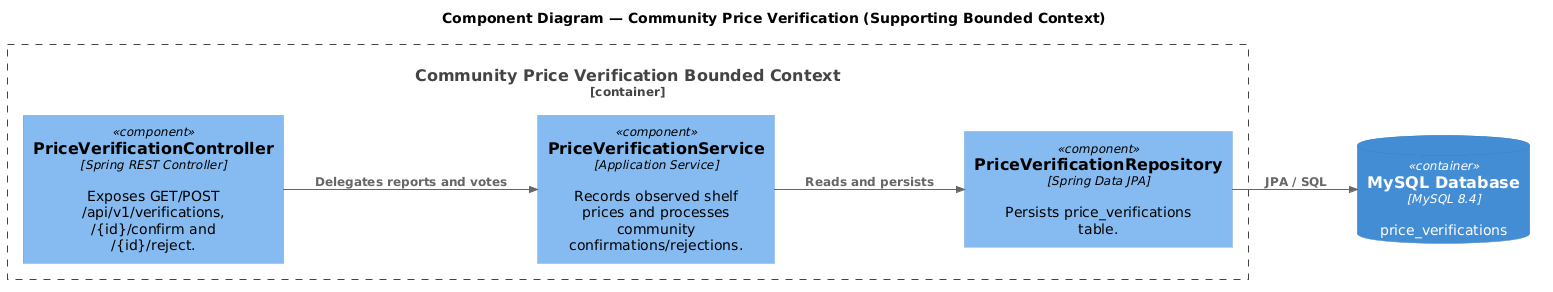 Component Diagram — Community Price Verification (Supporting Bounded Context)
Community Price Verification Bounded Context
[container]
«component»
PriceVerificationController
[Spring REST Controller]
Exposes GET/POST
/api/v1/verifications,
/{id}/confirm and
/{id}/reject.
Delegates reports and votes
«component»
PriceVerificationService
[Application Service]
Records observed shelf
prices and processes
community
confirmations/rejections.
Reads and persists
«component»
PriceVerificationRepository
[Spring Data JPA]
Persists price_verifications
table.
JPA / SQL
«container»
MySQL Database
[MySQL 8.4]
price_verifications